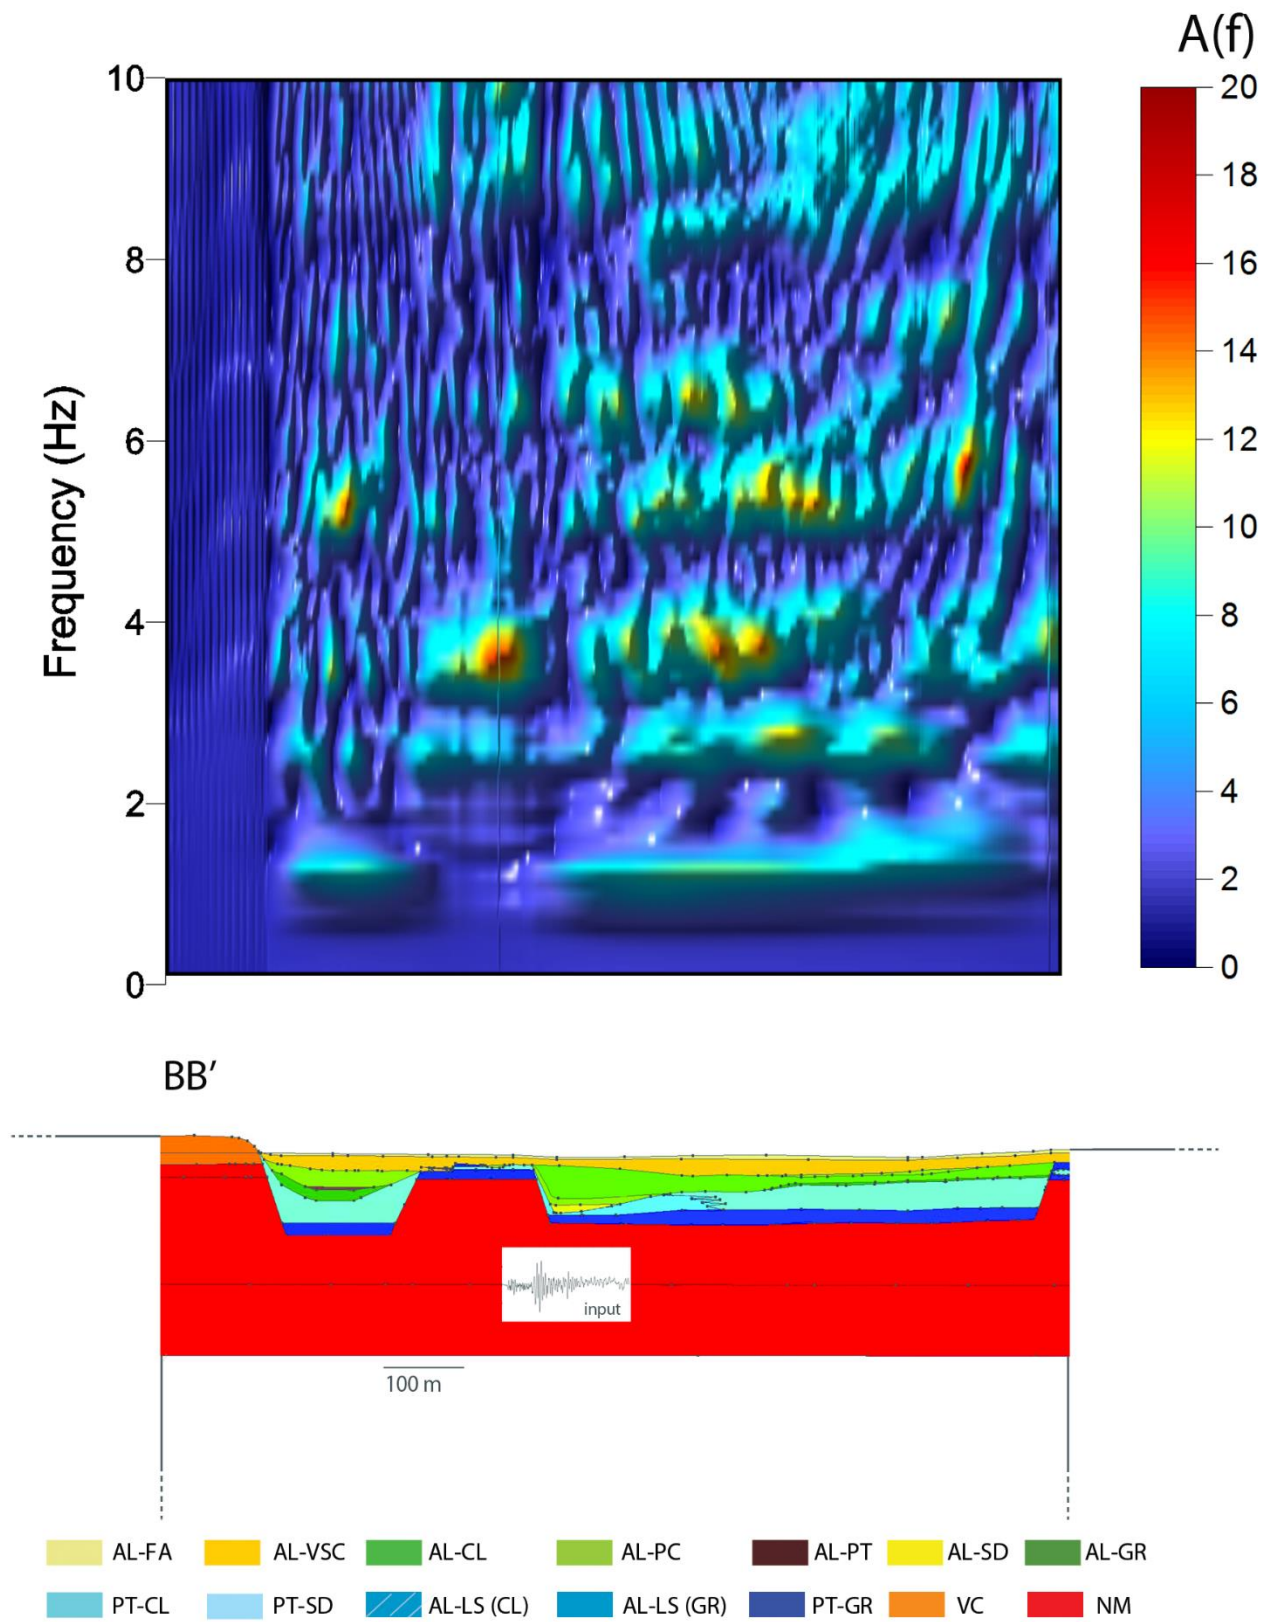 A(f)
10
8
6
4
2
0
Frequency (Hz)
20
18
16
14
12
10
8
6
4
2
0
BB'
input
100 m
AL-FA AL-VSC AL-CL AL-PC AL-PT AL-SD AL-GR
PT-CL PT-SD AL-LS (CL) AL-LS (GR) PT-GR VC NM